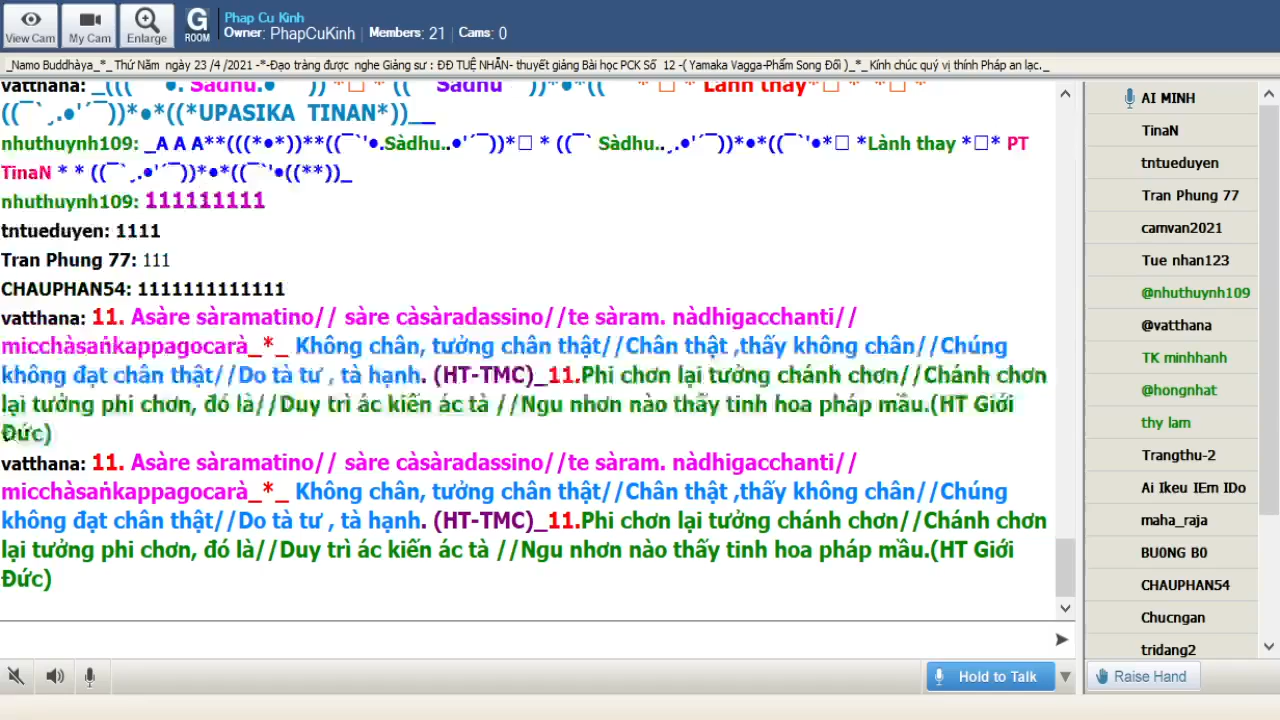 View Cam
My Cam
Enlarge
G
ROOM
Phap Cu Kinh
Owner: PhapCuKinh | Members: 21 | Cams: 0
_Namo Buddhàya_*_ Thứ Năm ngày 23 /4 /2021 -*-Đạo tràng được nghe Giảng sư : ĐĐ TUỆ NHẪN- thuyết giảng Bài học PCK Số 12 -( Yamaka Vagga-Phẩm Song Đối )_*_ Kính chúc quý vị thính Pháp an lạc._
vatthana: Sàdhu Sàdhu Lành thay
*UPASIKA TINAN*
nhuthuynh109: _A A A**(((*●*))**((¯`'●.Sàdhu..●'´¯))*□ * ((¯` Sàdhu..¸.●'´¯))*●*((¯`'●*□ *Lành thay *□* PT
TinaN * * ((¯`¸.●'´¯))*●*((¯`'●((**))_
nhuthuynh109: 111111111
tntueduyen: 1111
Tran Phung 77: 111
CHAUPHAN54: 1111111111111
vatthana: 11. Asàre sàramatino// sàre càsàradassino//te sàram. nàdhigacchanti//
micchàsaṅkappagocarà_*_ Không chân, tưởng chân thật//Chân thật ,thấy không chân//Chúng
không đạt chân thật//Do tà tư , tà hạnh. (HT-TMC)_11.Phi chơn lại tưởng chánh chơn//Chánh chơn
lại tưởng phi chơn, đó là//Duy trì ác kiến ác tà //Ngu nhơn nào thấy tinh hoa pháp mầu.(HT Giới
Đức)
vatthana: 11. Asàre sàramatino// sàre càsàradassino//te sàram. nàdhigacchanti//
micchàsaṅkappagocarà_*_ Không chân, tưởng chân thật//Chân thật ,thấy không chân//Chúng
không đạt chân thật//Do tà tư , tà hạnh. (HT-TMC)_11.Phi chơn lại tưởng chánh chơn//Chánh chơn
lại tưởng phi chơn, đó là//Duy trì ác kiến ác tà //Ngu nhơn nào thấy tinh hoa pháp mầu.(HT Giới
Đức)
Hold to Talk
AI MINH
TinaN
tntueduyen
Tran Phung 77
camvan2021
Tue nhan123
@nhuthuynh109
@vatthana
TK minhhanh
@hongnhat
thy lam
Trangthu-2
Ai Ikeu IEm IDo
maha_raja
BU0NG B0
CHAUPHAN54
Chucngan
tridang2
Raise Hand